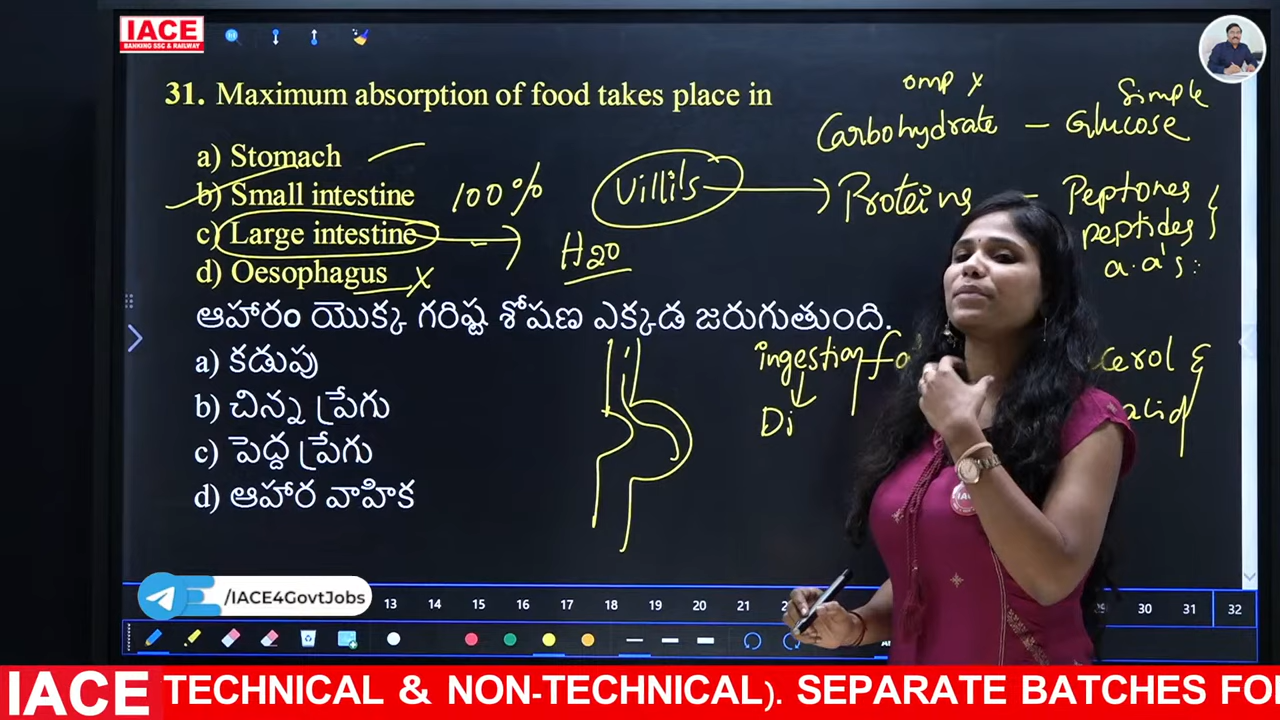 IACE
BANKING SSC & RAILWAY
31. Maximum absorption of food takes place in
a) Stomach
b) Small intestine 100%
c) Large intestine
H20
d) Oesophagus x
Villi's
omp x
Simple
Carbohydrate - Glucose
Proteins - Peptones
peptides
a.a's:
ఆహారం యొక్క గరిష్ట శోషణ ఎక్కడ జరుగుతుంది.
a) కడుపు
b) చిన్న ప్రేగు
c) పెద్ద ప్రేగు
d) ఆహార వాహిక
ingestion
Di
&
/IACE4GovtJobs
13 14 15 16 17 18 19 20 21 30 31 32
IACE TECHNICAL & NON-TECHNICAL). SEPARATE BATCHES FO